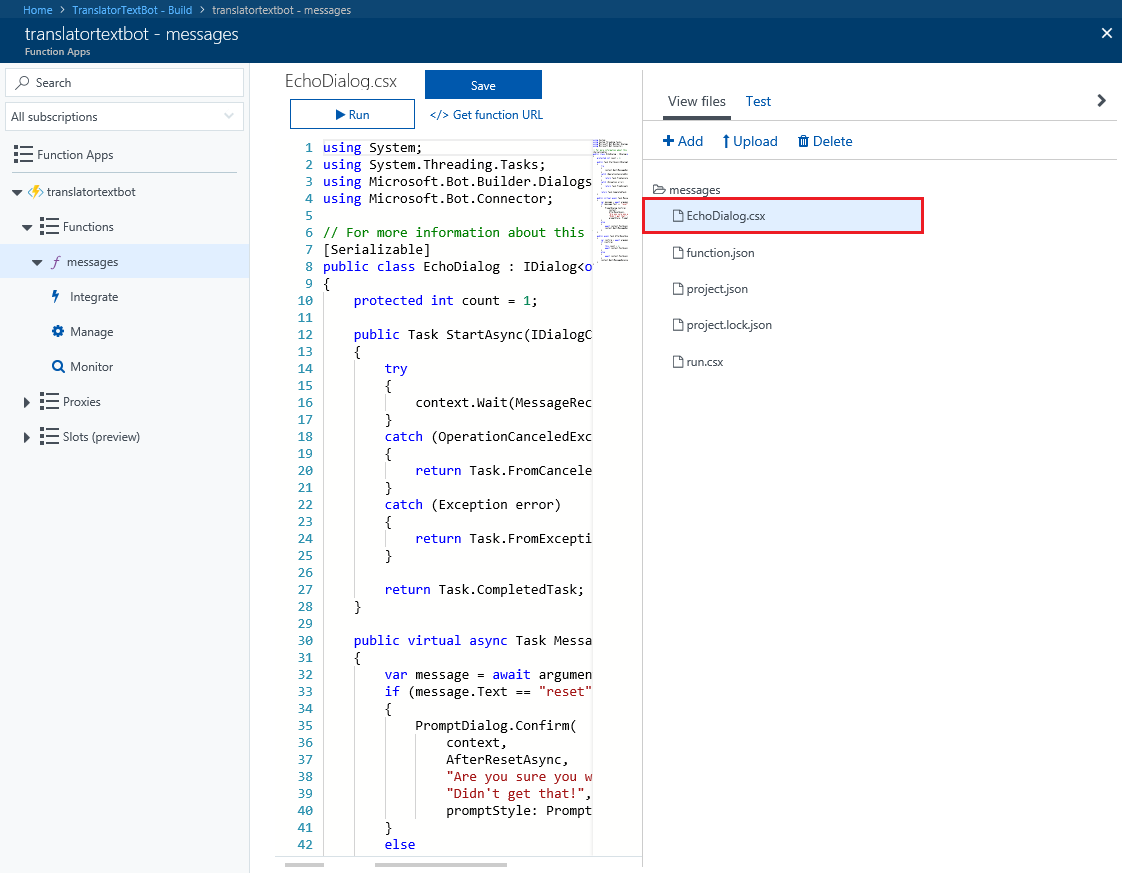 Home > TranslatorTextBot - Build > translatortextbot - messages
translatortextbot - messages
Function Apps
Search
All subscriptions
Function Apps
translatortextbot
Functions
messages
Integrate
Manage
Monitor
Proxies
Slots (preview)
EchoDialog.csx
Save
Run
</> Get function URL
1 using System;
2 using System.Threading.Tasks;
3 using Microsoft.Bot.Builder.Dialogs
4 using Microsoft.Bot.Connector;
5
6 // For more information about this
7 [Serializable]
8 public class EchoDialog : IDialog<o
9 {
10 protected int count = 1;
11
12 public Task StartAsync(IDialogC
13 {
14 try
15 {
16 context.Wait(MessageRec
17 }
18 catch (OperationCanceledExc
19 {
20 return Task.FromCancele
21 }
22 catch (Exception error)
23 {
24 return Task.FromExcepti
25 }
26
27 return Task.CompletedTask;
28 }
29
30 public virtual async Task Messa
31 {
32 var message = await argumen
33 if (message.Text == "reset"
34 {
35 PromptDialog.Confirm(
36 context,
37 AfterResetAsync,
38 "Are you sure you w
39 "Didn't get that!",
40 promptStyle: Prompt
41 }
42 else
View files
Test
Add
Upload
Delete
messages
EchoDialog.csx
function.json
project.json
project.lock.json
run.csx